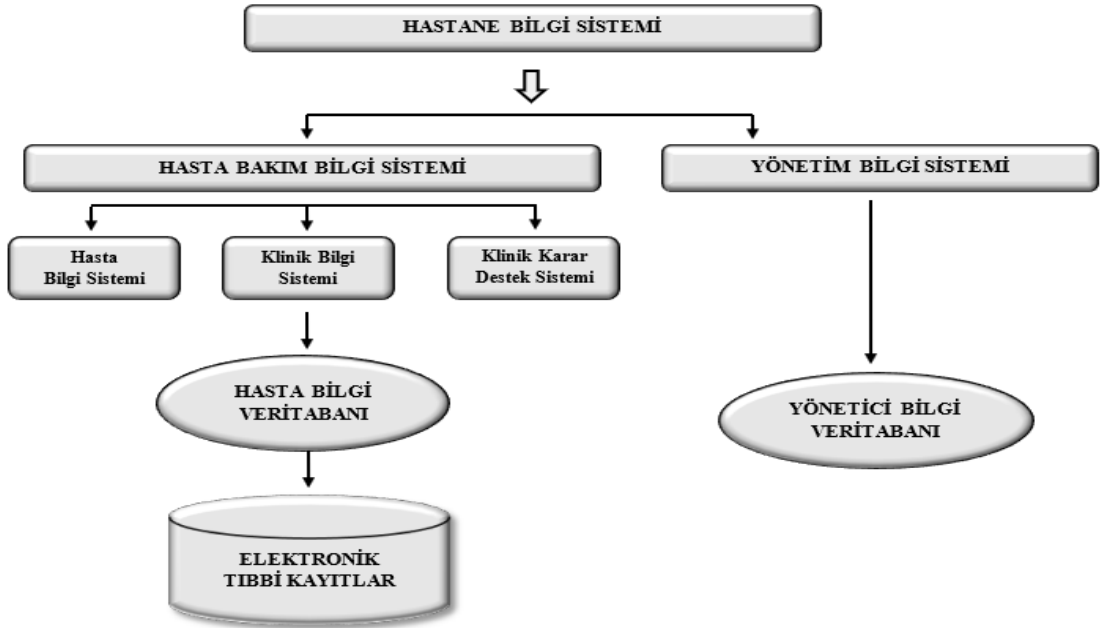 HASTANE BİLGİ SİSTEMİ
HASTA BAKIM BİLGİ SİSTEMİ
YÖNETİM BİLGİ SİSTEMİ
Hasta
Bilgi Sistemi
Klinik Bilgi
Sistemi
Klinik Karar
Destek Sistemi
HASTA BİLGİ
VERİTABANI
YÖNETİCİ BİLGİ
VERİTABANI
ELEKTRONİK
TIBBİ KAYITLAR